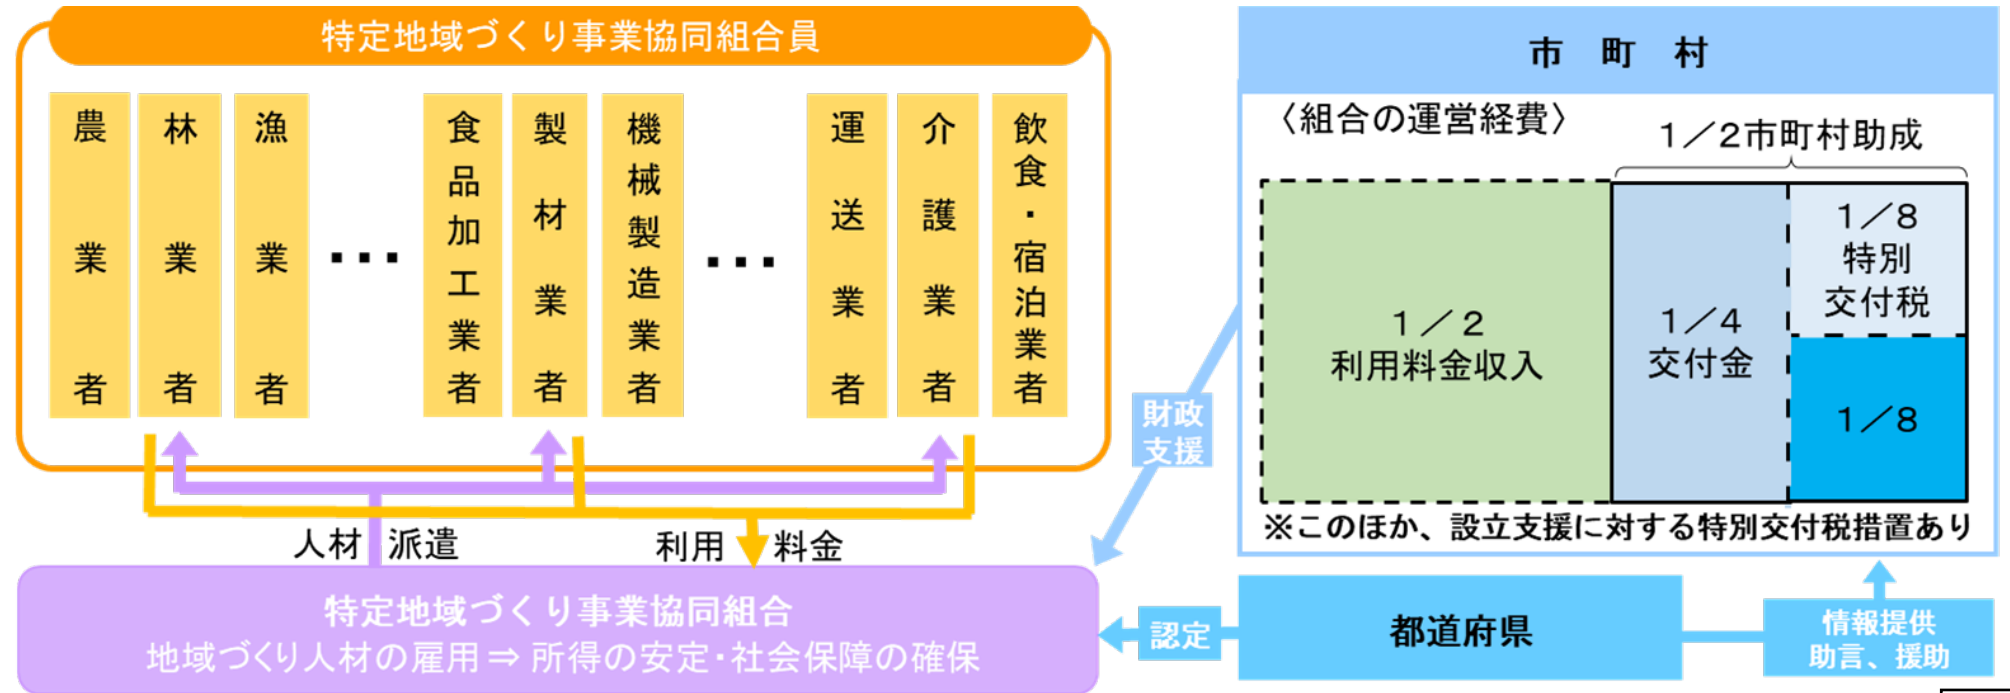 特定地域づくり事業協同組合員
農業者
林業者
漁業者
・・・
食品加工業者
製材業者
機械製造業者
・・・
運送業者
介護業者
飲食・宿泊業者
人材派遣
利用料金
特定地域づくり事業協同組合
地域づくり人材の雇用⇒所得の安定・社会保障の確保
財政
支援
認定
市町村
〈組合の運営経費〉
1/2市町村助成
1/2
利用料金収入
1/4
交付金
1/8
特別
交付税
1/8
※このほか、設立支援に対する特別交付税措置あり
都道府県
情報提供
助言、援助